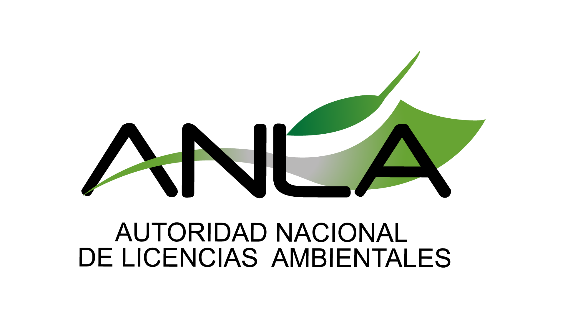 ANLA
AUTORIDAD NACIONAL
DE LICENCIAS AMBIENTALES